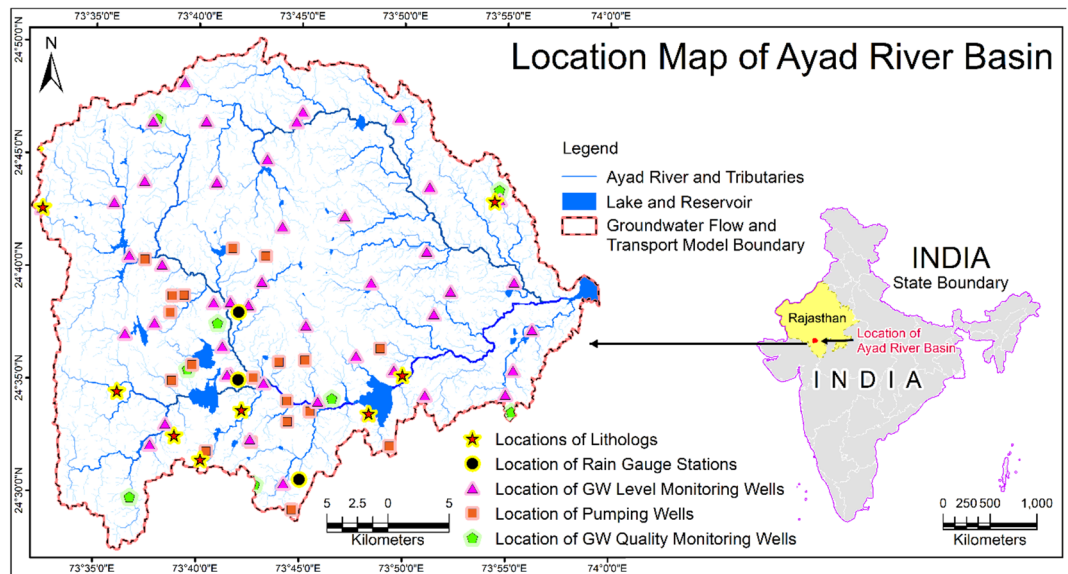 73°35'0"E 73°40'0"E 73°45'0"E 73°50'0"E 73°55'0"E 74°0'0"E
24°50'0"N
24°45'0"N
24°40'0"N
24°35'0"N
24°30'0"N
N
Location Map of Ayad River Basin
Legend
Ayad River and Tributaries
Lake and Reservoir
Groundwater Flow and
Transport Model Boundary
INDIA
State Boundary
Rajasthan
Location of
Ayad River Basin
INDIA
Locations of Lithologs
Location of Rain Gauge Stations
Location of GW Level Monitoring Wells
Location of Pumping Wells
Location of GW Quality Monitoring Wells
5 2.5 0 5
Kilometers
0 250 500 1,000
Kilometers
73°35'0"E 73°40'0"E 73°45'0"E 73°50'0"E 73°55'0"E 74°0'0"E